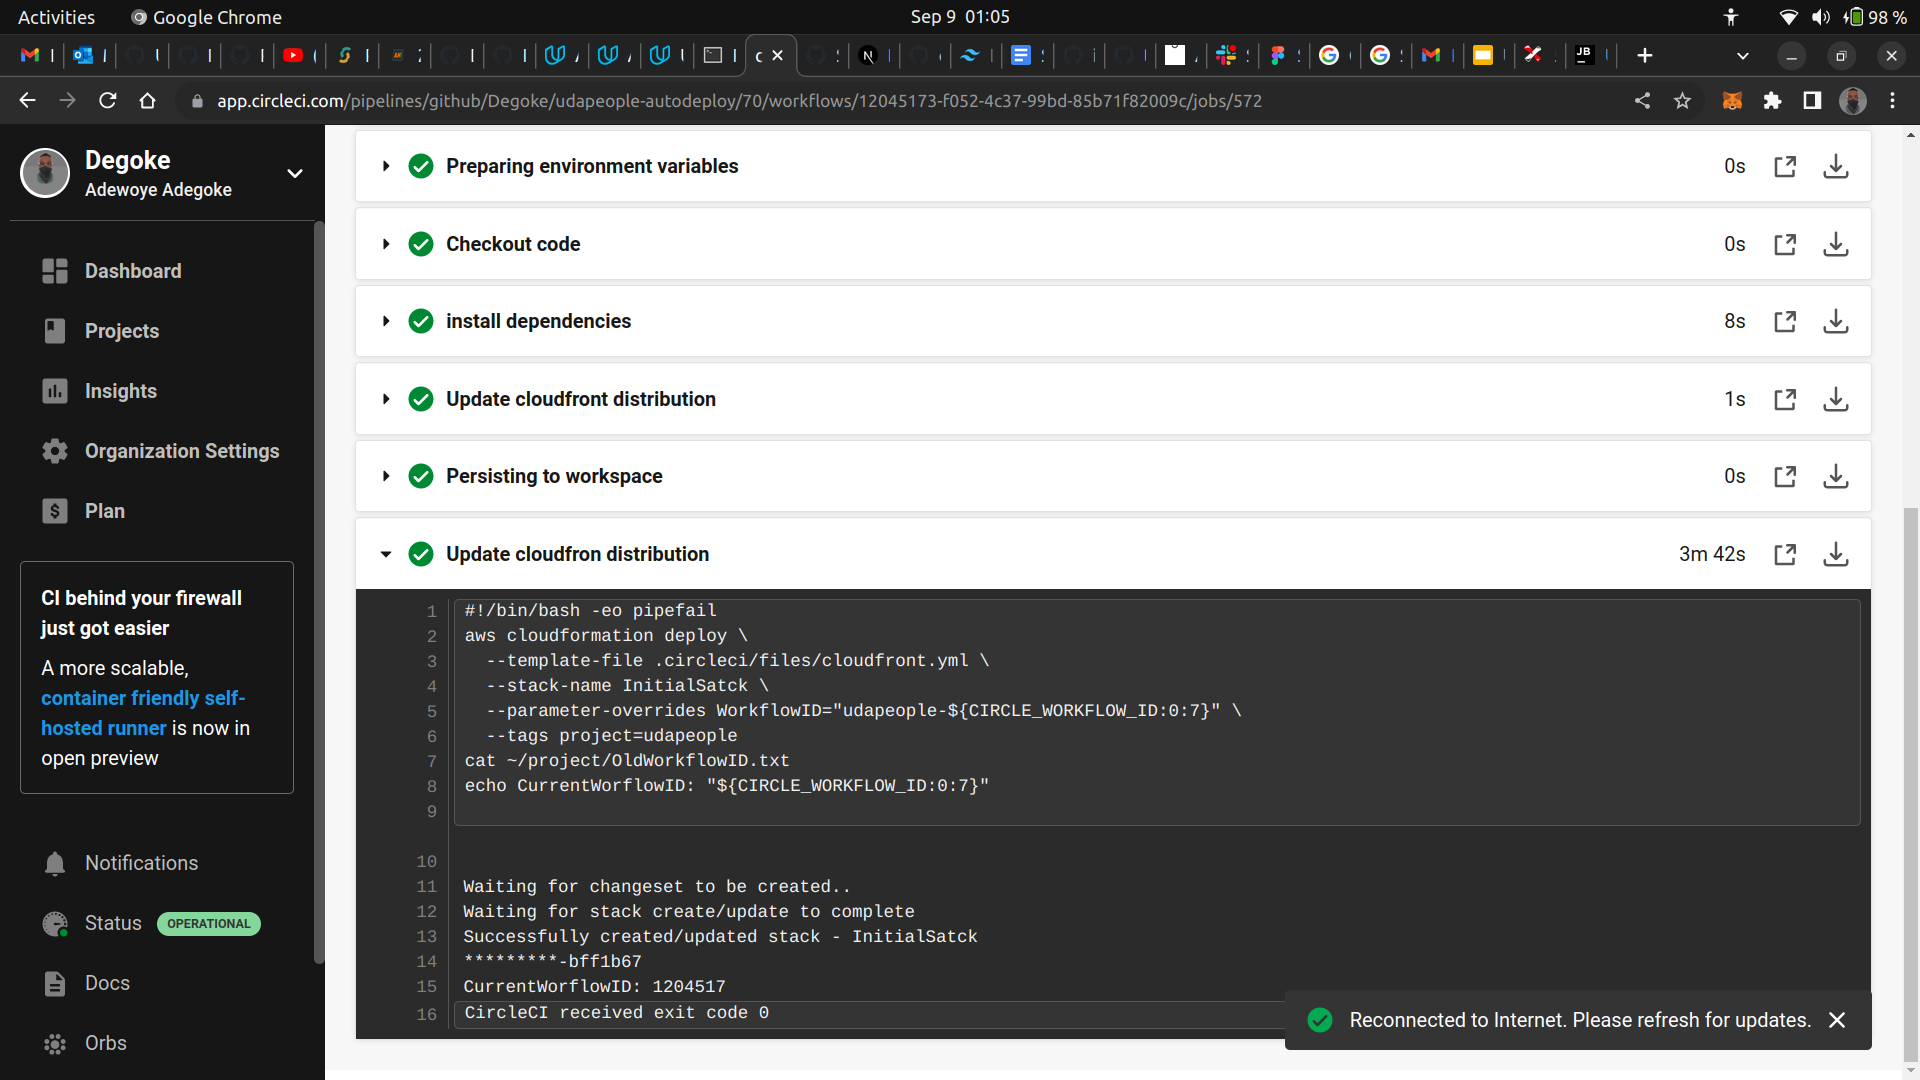 Activities
Google Chrome
Sep 9 01:05
98 %
app.circleci.com/pipelines/github/Degoke/udapeople-autodeploy/70/workflows/12045173-f052-4c37-99bd-85b71f82009c/jobs/572
Degoke
Adewoye Adegoke
Dashboard
Projects
Insights
Organization Settings
Plan
CI behind your firewall
just got easier
A more scalable,
container friendly self-
hosted runner is now in
open preview
Notifications
Status OPERATIONAL
Docs
Orbs
Preparing environment variables 0s
Checkout code 0s
install dependencies 8s
Update cloudfront distribution 1s
Persisting to workspace 0s
Update cloudfron distribution 3m 42s
1 #!/bin/bash -eo pipefail
2 aws cloudformation deploy \
3 --template-file .circleci/files/cloudfront.yml \
4 --stack-name InitialSatck \
5 --parameter-overrides WorkflowID="udapeople-${CIRCLE_WORKFLOW_ID:0:7}" \
6 --tags project=udapeople
7 cat ~/project/OldWorkflowID.txt
8 echo CurrentWorflowID: "${CIRCLE_WORKFLOW_ID:0:7}"
9
10
11 Waiting for changeset to be created..
12 Waiting for stack create/update to complete
13 Successfully created/updated stack - InitialSatck
14 *********-bff1b67
15 CurrentWorflowID: 1204517
16 CircleCI received exit code 0
Reconnected to Internet. Please refresh for updates.